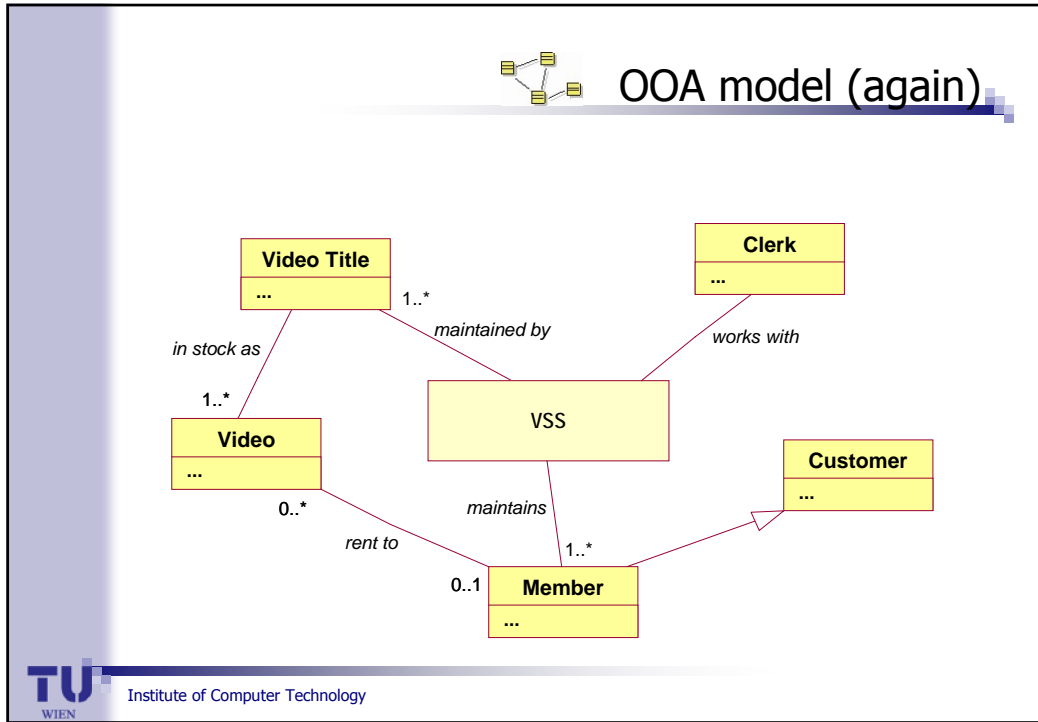 OOA model (again)
Video Title
...
1..*
maintained by
Clerk
...
works with
in stock as
1..*
VSS
Video
...
0..*
rent to
maintains
1..*
0..1
Member
...
Customer
...
TU
WIEN
Institute of Computer Technology